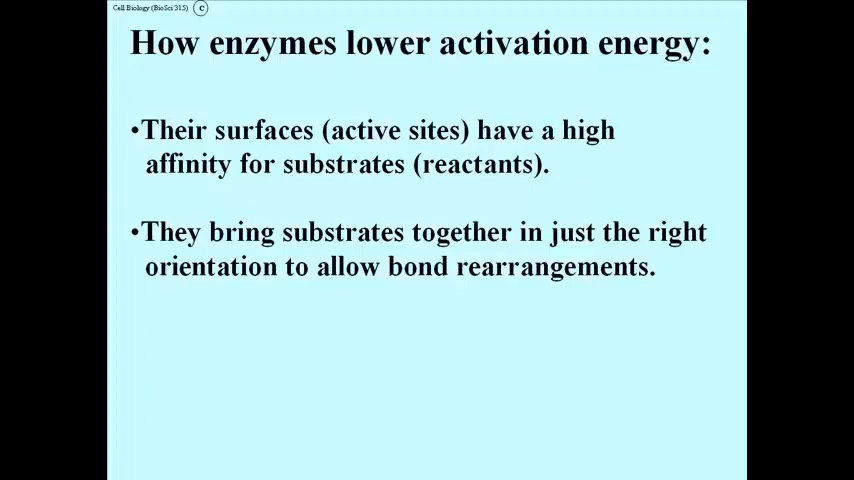 Cell Biology (BioSci 315) C
How enzymes lower activation energy:
•Their surfaces (active sites) have a high
affinity for substrates (reactants).
•They bring substrates together in just the right
orientation to allow bond rearrangements.